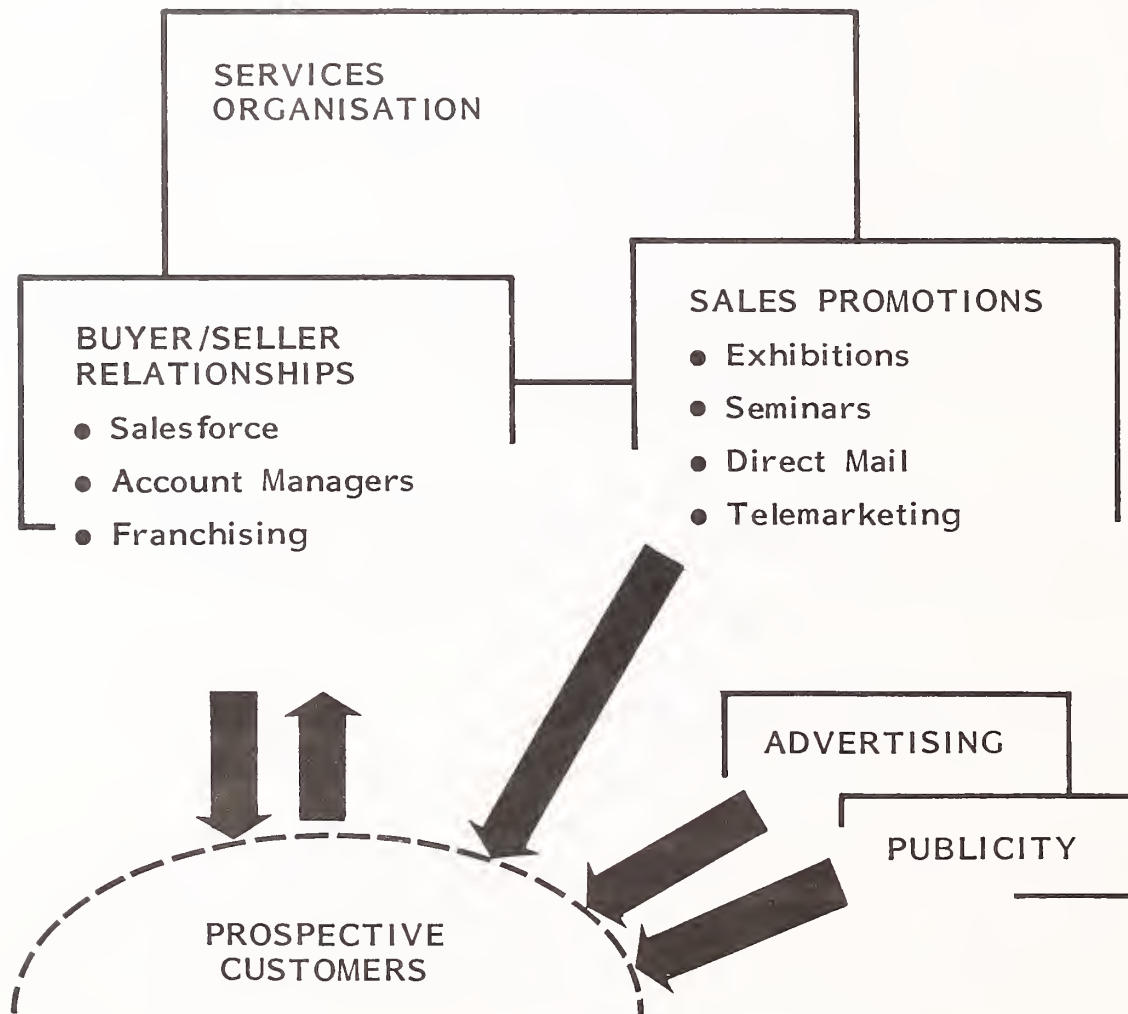 SERVICES
ORGANISATION
BUYER/SELLER
RELATIONSHIPS
• Salesforce
• Account Managers
• Franchising
SALES PROMOTIONS
• Exhibitions
• Seminars
• Direct Mail
• Telemarketing
ADVERTISING
PUBLICITY
PROSPECTIVE
CUSTOMERS